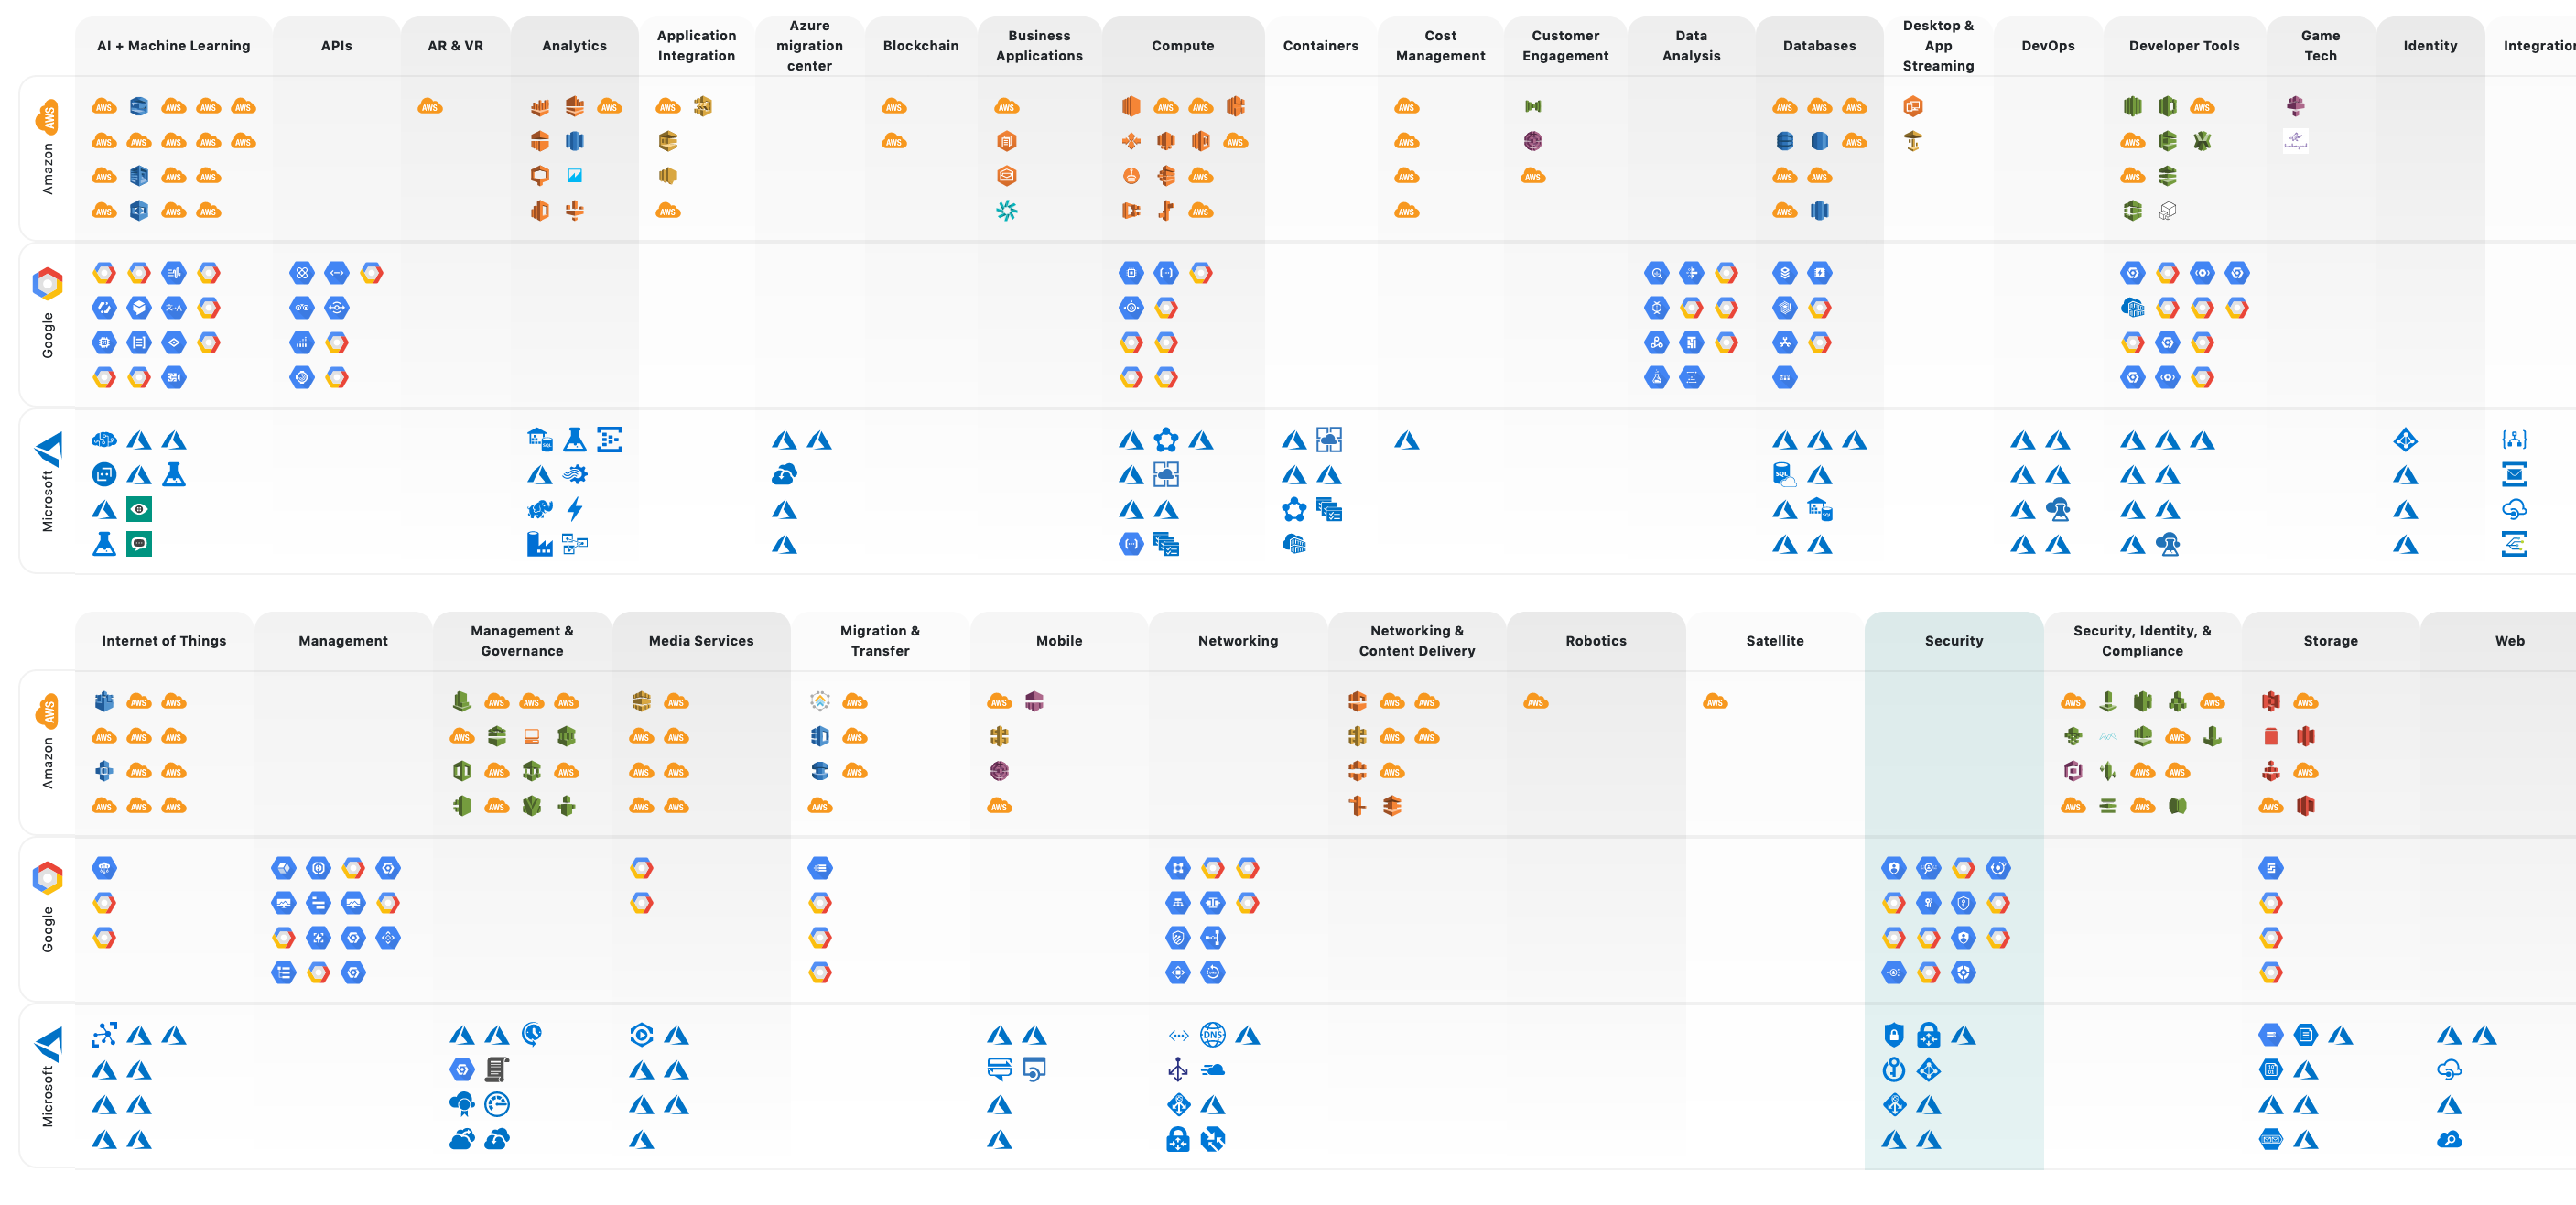 AI + Machine Learning
APIs
AR & VR
Analytics
Application
Integration
Azure
migration
center
Blockchain
Business
Applications
Compute
Containers
Cost
Management
Customer
Engagement
Data
Analysis
Databases
Desktop &
App
Streaming
DevOps
Developer Tools
Game
Tech
Identity
Integration
Amazon
Google
Microsoft
Internet of Things
Management
Management &
Governance
Media Services
Migration &
Transfer
Mobile
Networking
Networking &
Content Delivery
Robotics
Satellite
Security
Security, Identity, &
Compliance
Storage
Web
Amazon
Google
Microsoft